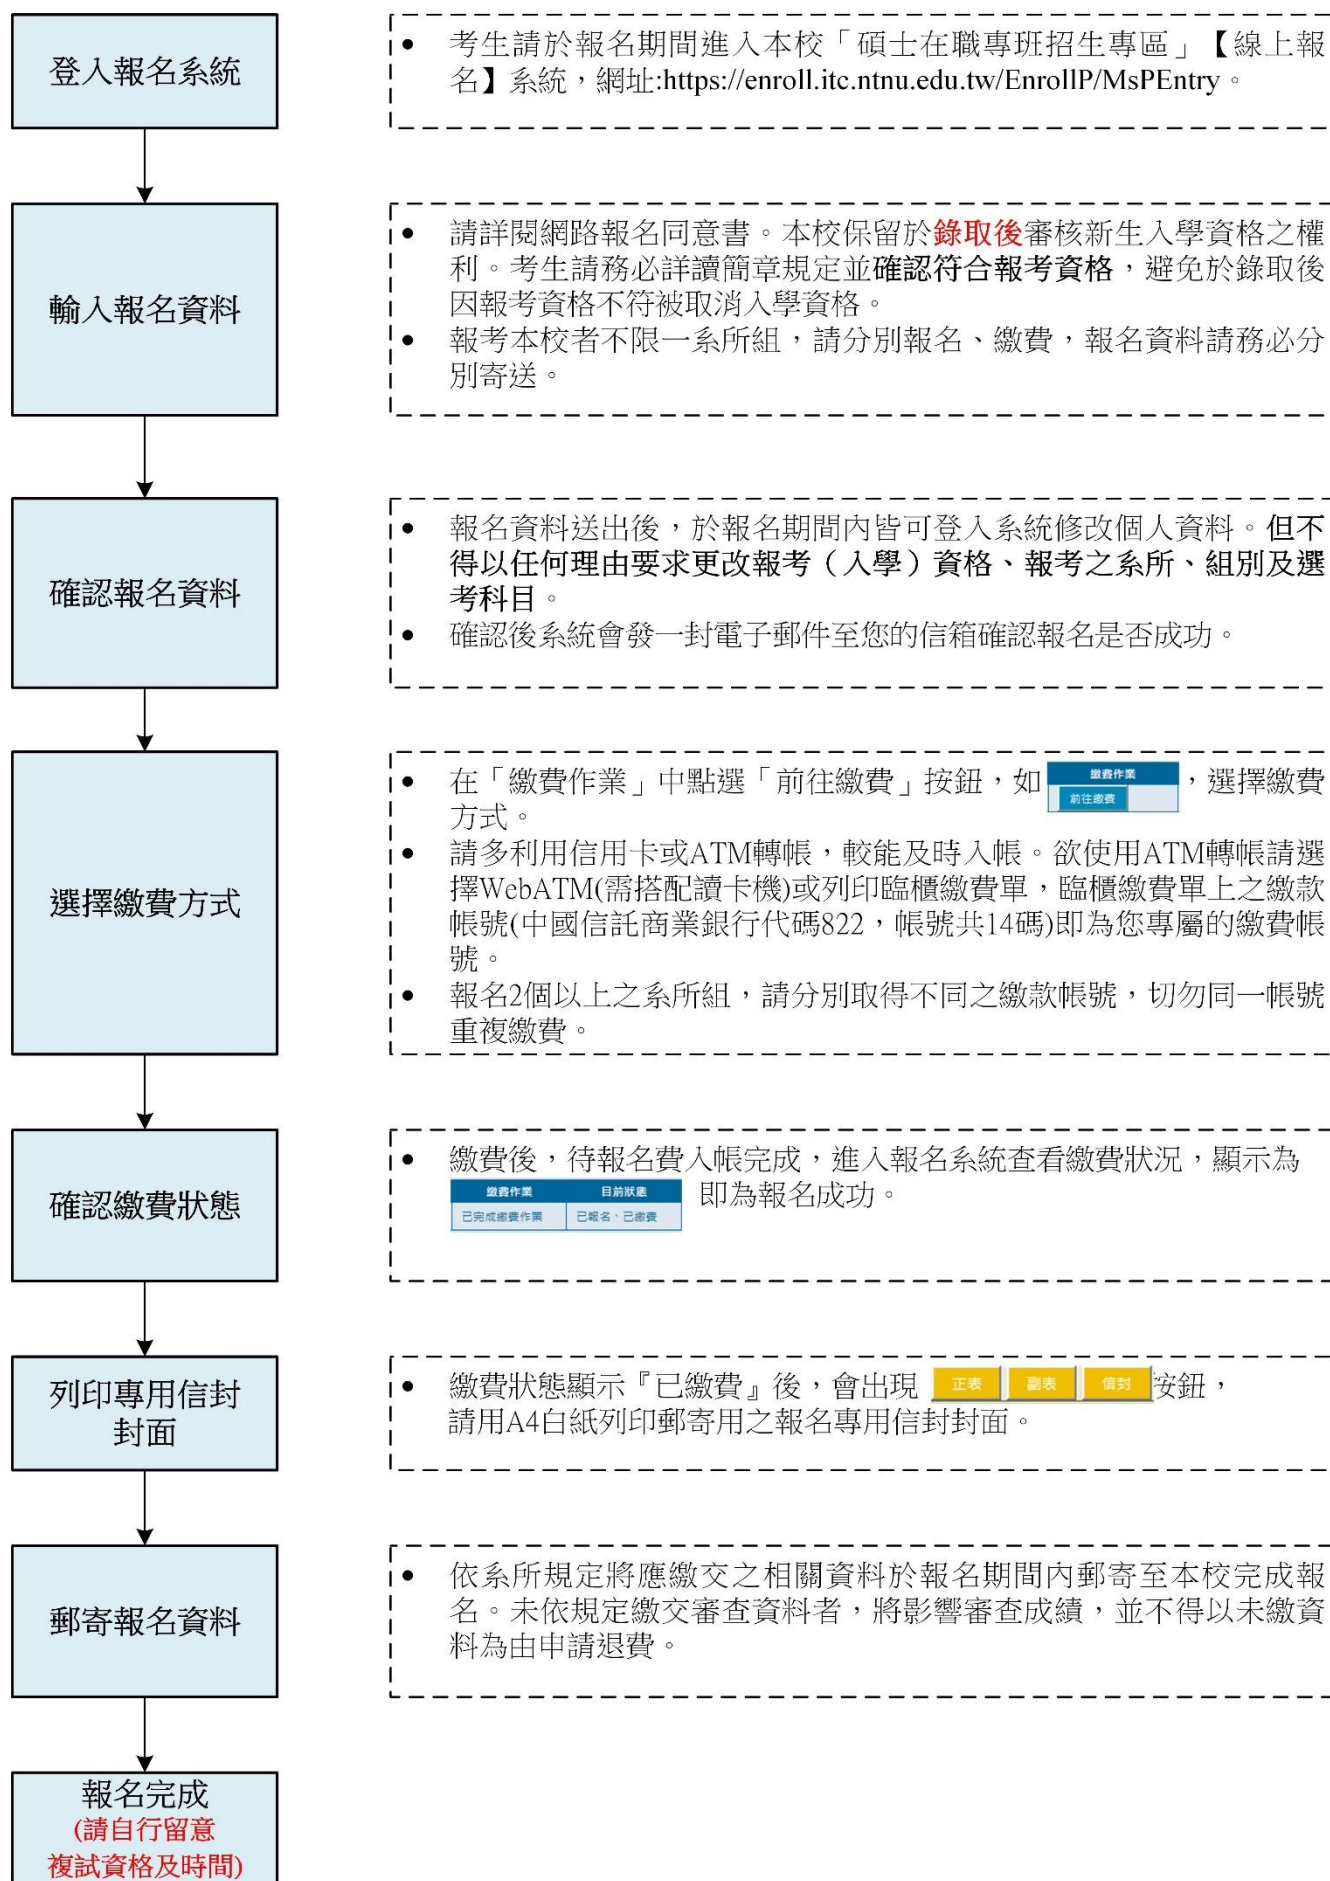 登入報名系統
• 考生請於報名期間進入本校「碩士在職專班招生專區」【線上報
名】系統，網址:https://enroll.itc.ntnu.edu.tw/EnrollP/MsPEntry。
輸入報名資料
• 請詳閱網路報名同意書。本校保留於錄取後審核新生入學資格之權
利。考生請務必詳讀簡章規定並確認符合報考資格，避免於錄取後
因報考資格不符被取消入學資格。
• 報考本校者不限一系所組，請分別報名、繳費，報名資料請務必分
別寄送。
確認報名資料
• 報名資料送出後，於報名期間內皆可登入系統修改個人資料。但不
得以任何理由要求更改報考（入學）資格、報考之系所、組別及選
考科目。
• 確認後系統會發一封電子郵件至您的信箱確認報名是否成功。
選擇繳費方式
• 在「繳費作業」中點選「前往繳費」按鈕，如 繳費作業 前往繳費 ，選擇繳費
方式。
• 請多利用信用卡或ATM轉帳，較能及時入帳。欲使用ATM轉帳請選
擇WebATM(需搭配讀卡機)或列印臨櫃繳費單，臨櫃繳費單上之繳款
帳號(中國信託商業銀行代碼822，帳號共14碼)即為您專屬的繳費帳
號。
• 報名2個以上之系所組，請分別取得不同之繳款帳號，切勿同一帳號
重複繳費。
確認繳費狀態
• 繳費後，待報名費入帳完成，進入報名系統查看繳費狀況，顯示為
繳費作業 目前狀態
已完成繳費作業 已報名、已繳費 即為報名成功。
列印專用信封
封面
• 繳費狀態顯示『已繳費』後，會出現 正表 副表 信封 按鈕，
請用A4白紙列印郵寄用之報名專用信封封面。
郵寄報名資料
• 依系所規定將應繳交之相關資料於報名期間內郵寄至本校完成報
名。未依規定繳交審查資料者，將影響審查成績，並不得以未繳資
料為由申請退費。
報名完成
(請自行留意
複試資格及時間)